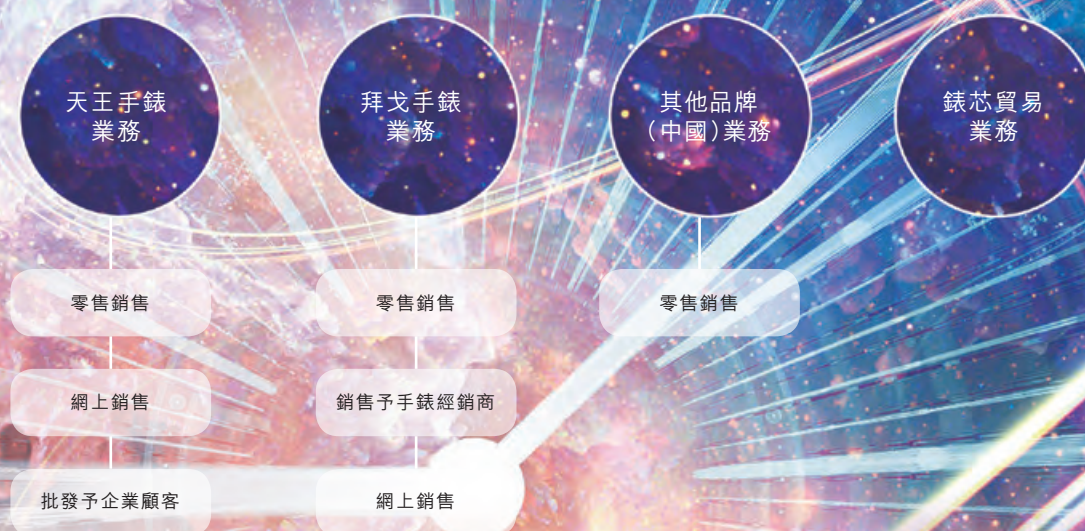 天王手錶
業務
拜戈手錶
業務
其他品牌
（中國）業務
錶芯貿易
業務
零售銷售
零售銷售
零售銷售
網上銷售
銷售予手錶經銷商
批發予企業顧客
網上銷售